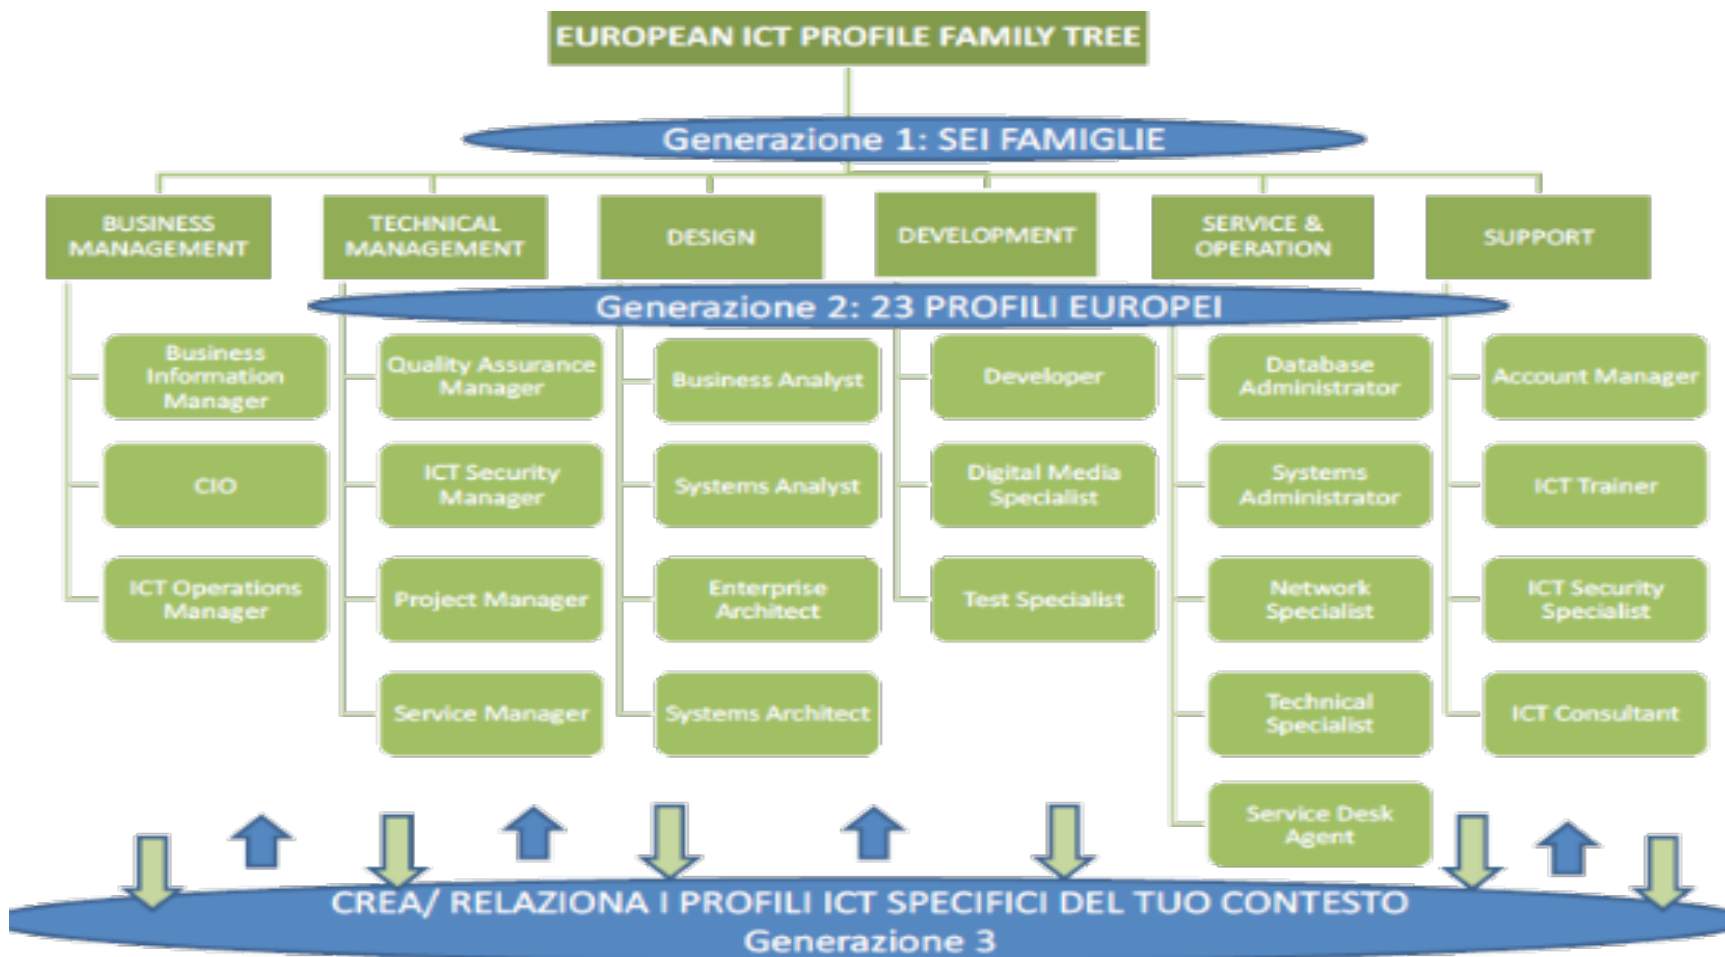 EUROPEAN ICT PROFILE FAMILY TREE
Generazione 1: SEI FAMIGLIE
BUSINESS
MANAGEMENT
TECHNICAL
MANAGEMENT
DESIGN
DEVELOPMENT
SERVICE &
OPERATION
SUPPORT
Generazione 2: 23 PROFILI EUROPEI
Business
Information
Manager
Quality Assurance
Manager
Business Analyst
Developer
Database
Administrator
Account Manager
CIO
ICT Security
Manager
Systems Analyst
Digital Media
Specialist
Systems
Administrator
ICT Trainer
ICT Operations
Manager
Project Manager
Enterprise
Architect
Test Specialist
Network
Specialist
ICT Security
Specialist
Service Manager
Systems Architect
Technical
Specialist
ICT Consultant
Service Desk
Agent
CREA/ RELAZIONA I PROFILI ICT SPECIFICI DEL TUO CONTESTO
Generazione 3